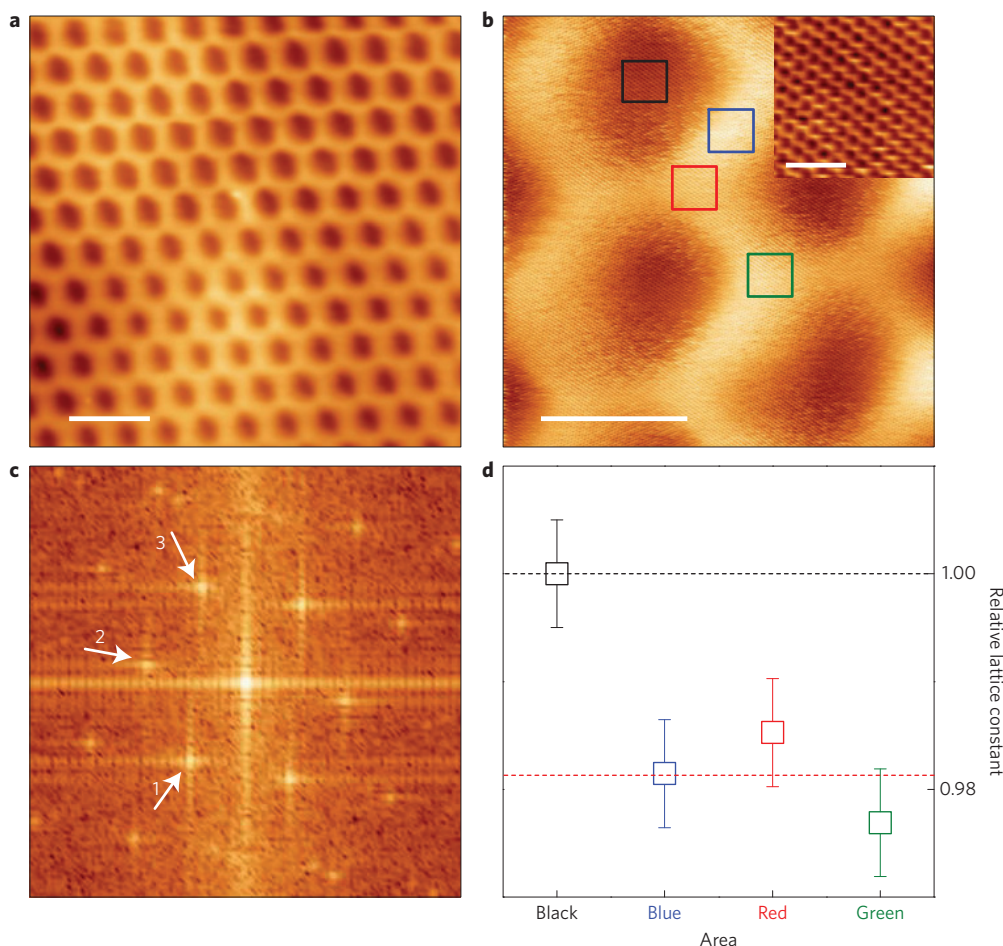 a
b
c
3
2
1
d
1.00
0.98
Relative lattice constant
Black
Blue
Red
Green
Area